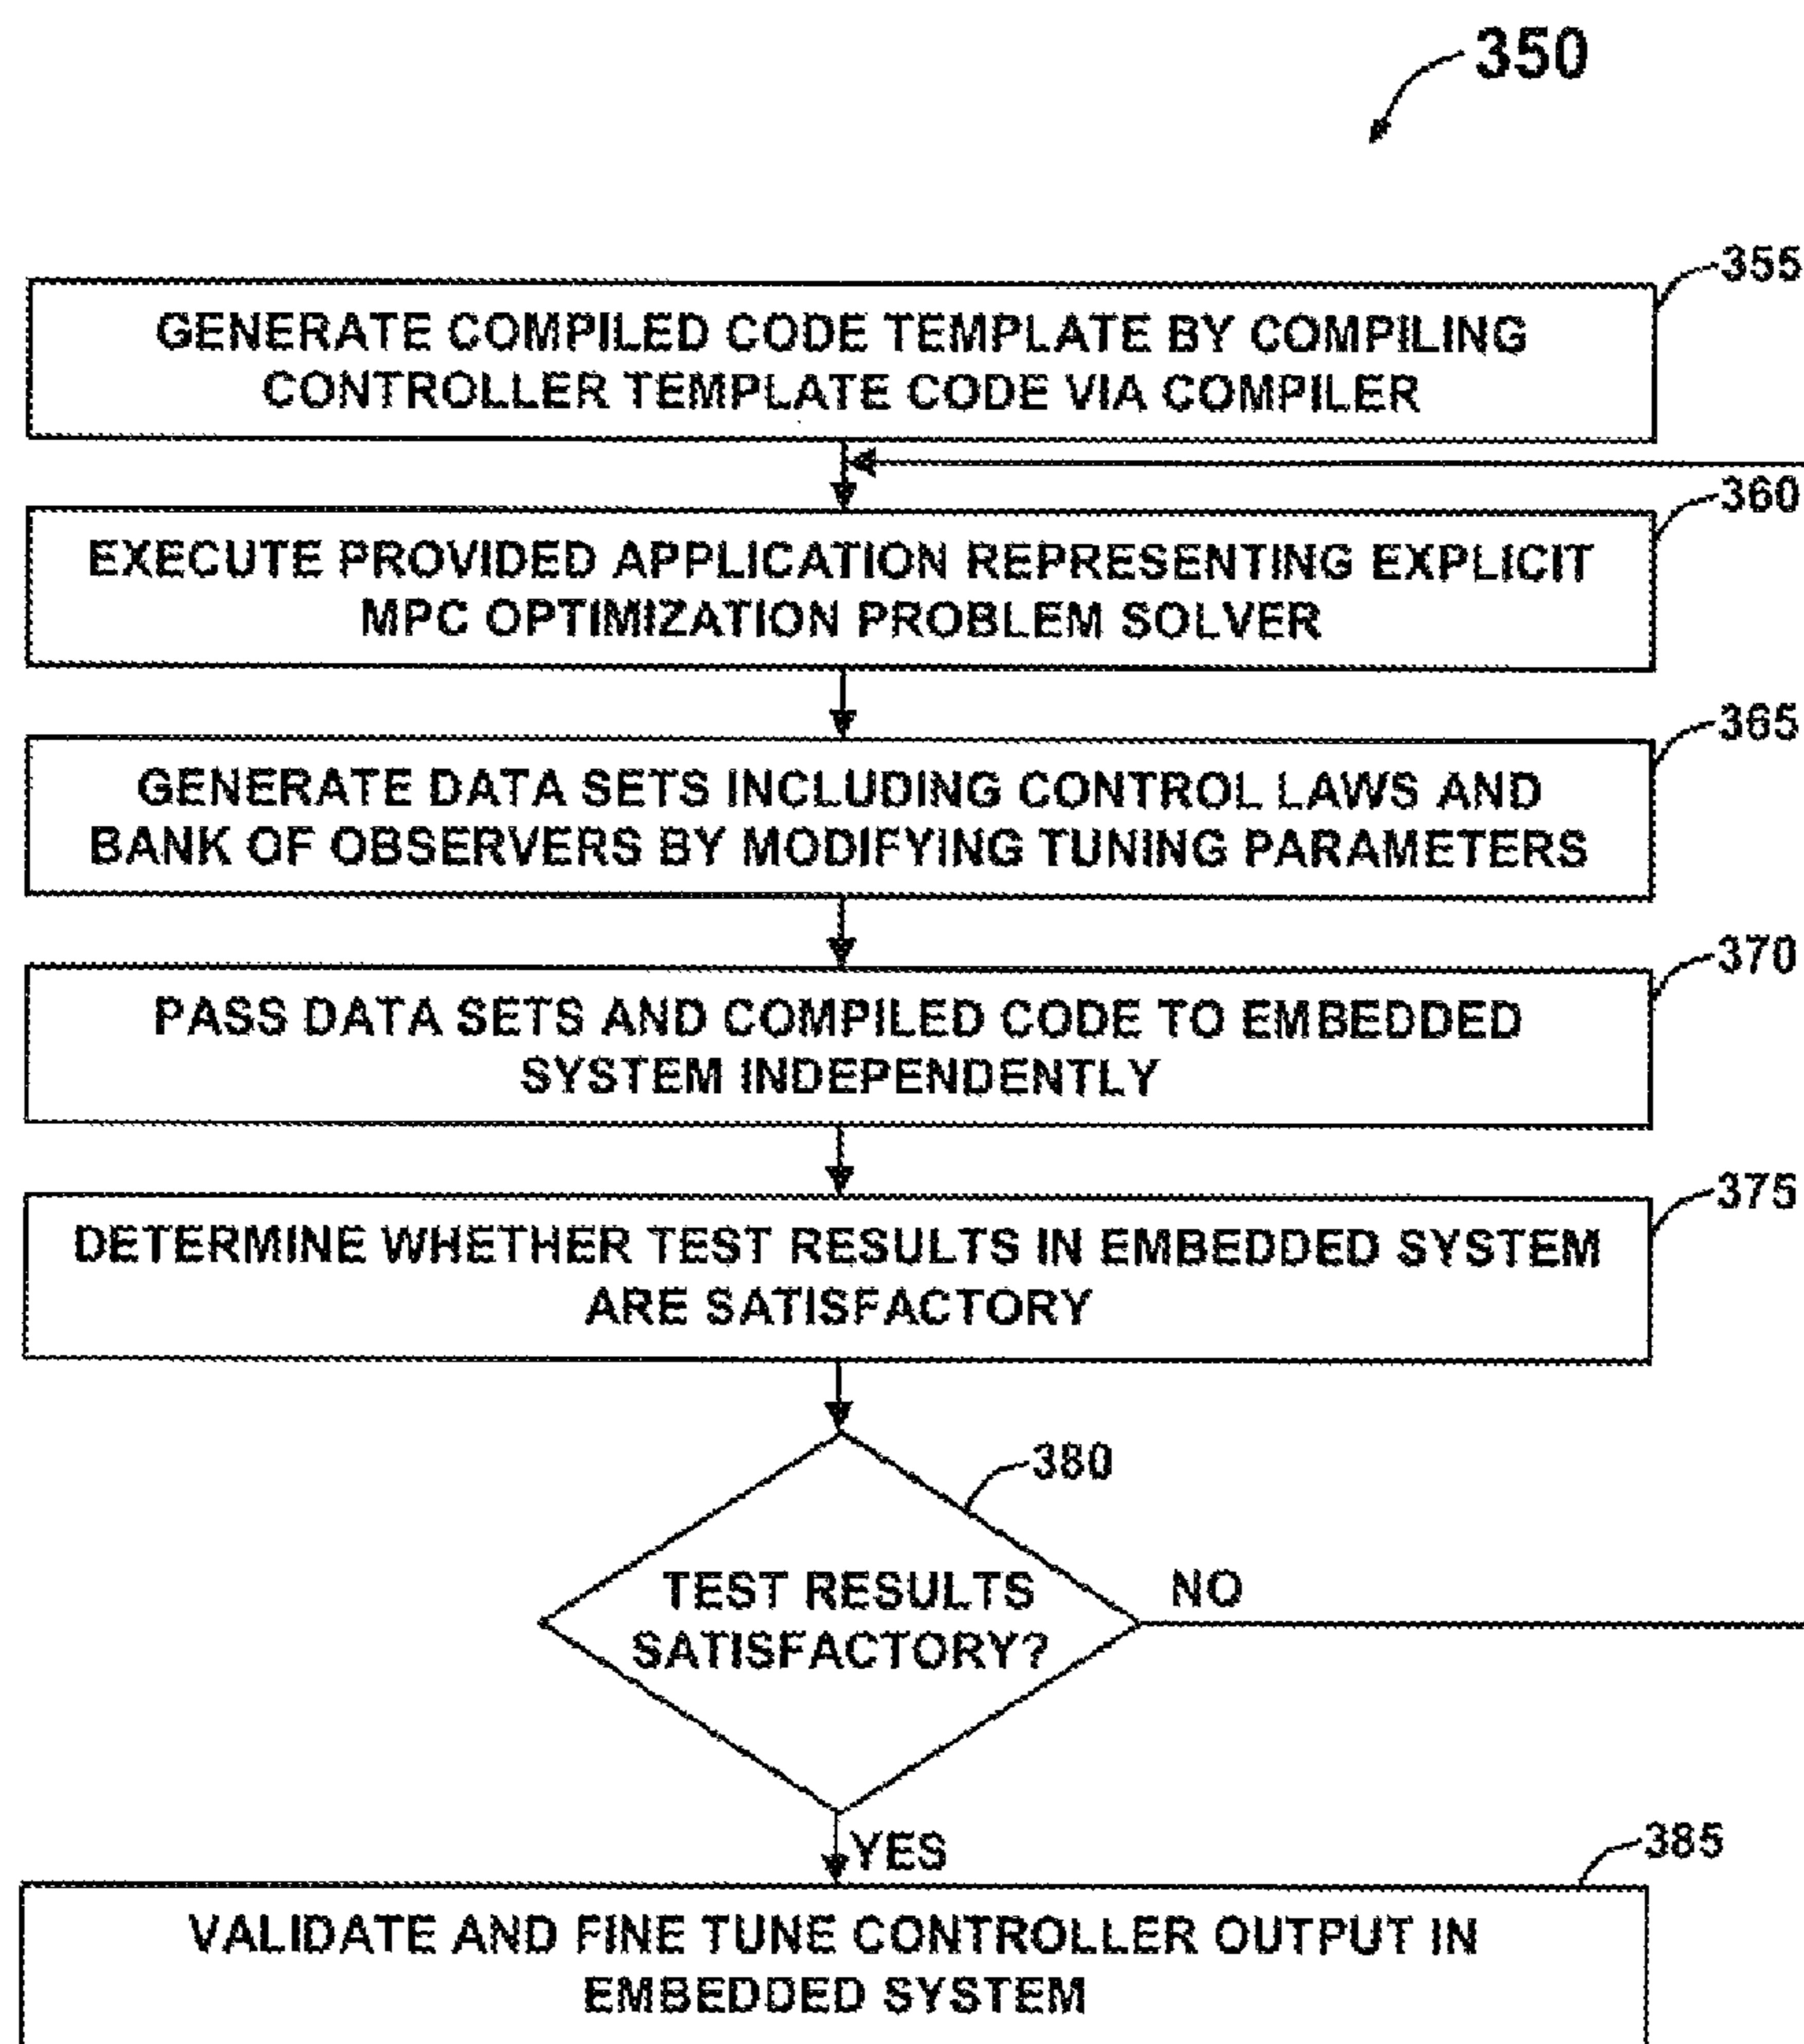 350
355
GENERATE COMPILED CODE TEMPLATE BY COMPILING
CONTROLLER TEMPLATE CODE VIA COMPILER
360
EXECUTE PROVIDED APPLICATION REPRESENTING EXPLICIT
MPC OPTIMIZATION PROBLEM SOLVER
365
GENERATE DATA SETS INCLUDING CONTROL LAWS AND
BANK OF OBSERVERS BY MODIFYING TUNING PARAMETERS
370
PASS DATA SETS AND COMPILED CODE TO EMBEDDED
SYSTEM INDEPENDENTLY
375
DETERMINE WHETHER TEST RESULTS IN EMBEDDED SYSTEM
ARE SATISFACTORY
380
TEST RESULTS
SATISFACTORY?
NO
YES
385
VALIDATE AND FINE TUNE CONTROLLER OUTPUT IN
EMBEDDED SYSTEM